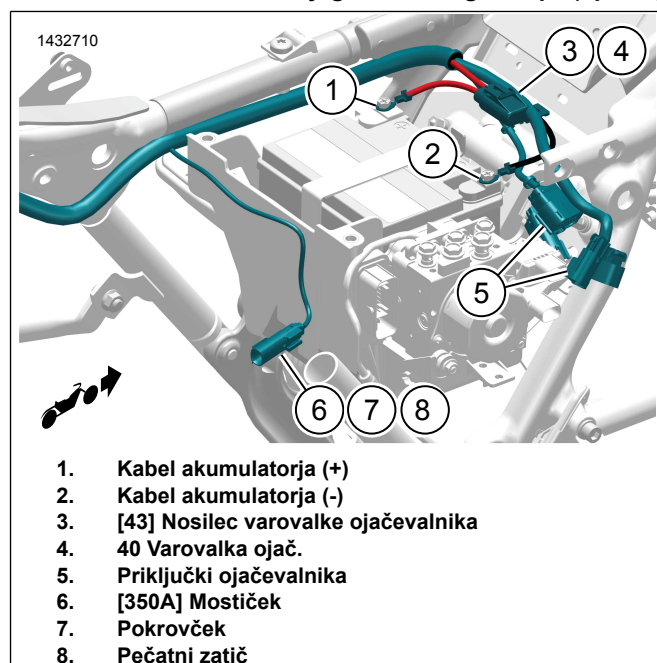 1432710
3 4
1
2
5
6 7 8
1. Kabel akumulatorja (+)
2. Kabel akumulatorja (-)
3. [43] Nosilec varovalke ojačevalnika
4. 40 Varovalka ojač.
5. Priključki ojačevalnika
6. [350A] Mostiček
7. Pokrovček
8. Pečatni zatič